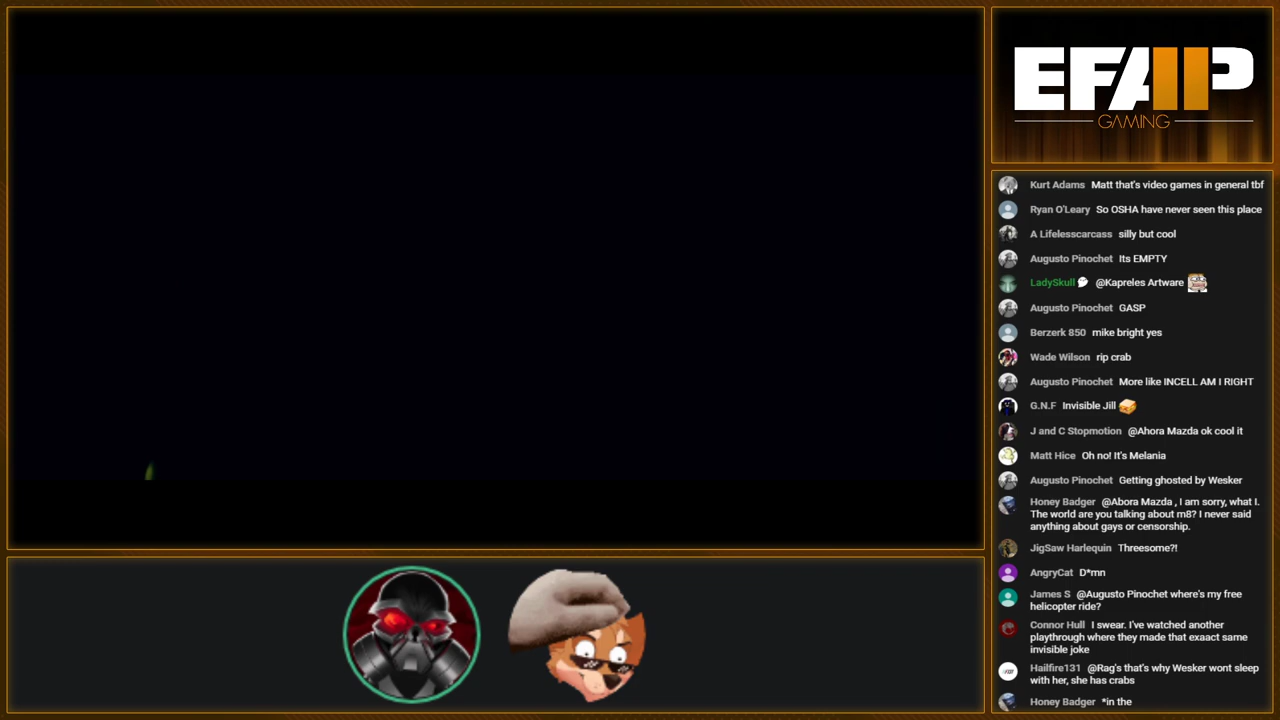 EFAP
GAMING
Kurt Adams Matt that's video games in general tbf
Ryan O'Leary So OSHA have never seen this place
A Lifelesscarcass silly but cool
Augusto Pinochet Its EMPTY
LadySkull @Kapreles Artware
Augusto Pinochet GASP
Berzerk 850 mike bright yes
Wade Wilson rip crab
Augusto Pinochet More like INCELL AM I RIGHT
G.N.F Invisible Jill
J and C Stopmotion @Ahora Mazda ok cool it
Matt Hice Oh no! It's Melania
Augusto Pinochet Getting ghosted by Wesker
Honey Badger @Abora Mazda , I am sorry, what I.
The world are you talking about m8? I never said
anything about gays or censorship.
JigSaw Harlequin Threesome?!
AngryCat D*mn
James S @Augusto Pinochet where's my free
helicopter ride?
Connor Hull I swear. I've watched another
playthrough where they made that exaact same
invisible joke
Hailfire131 @Rag's that's why Wesker wont sleep
with her, she has crabs
Honey Badger *in the